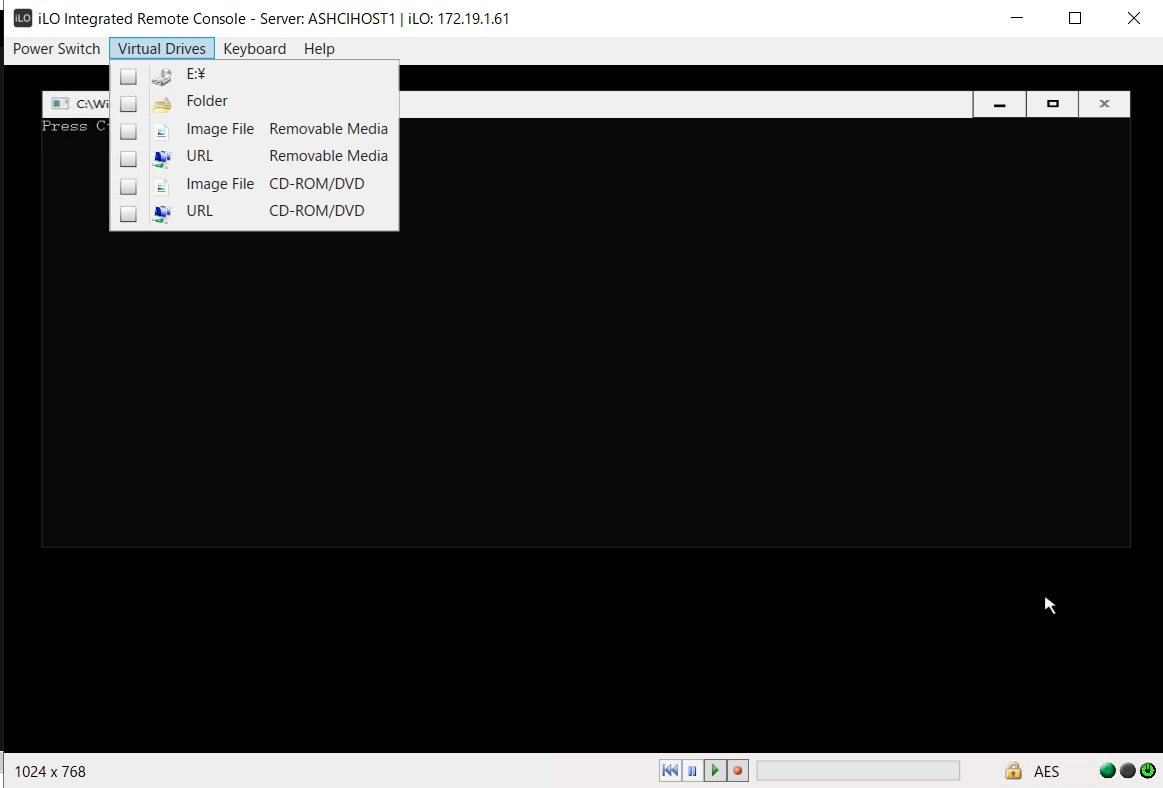 iLO iLO Integrated Remote Console - Server: ASHCIHOST1 | iLO: 172.19.1.61
Power Switch Virtual Drives Keyboard Help
E:¥
Folder
Image File Removable Media
URL Removable Media
Image File CD-ROM/DVD
URL CD-ROM/DVD
C:\Wi
Press C
1024 x 768 AES